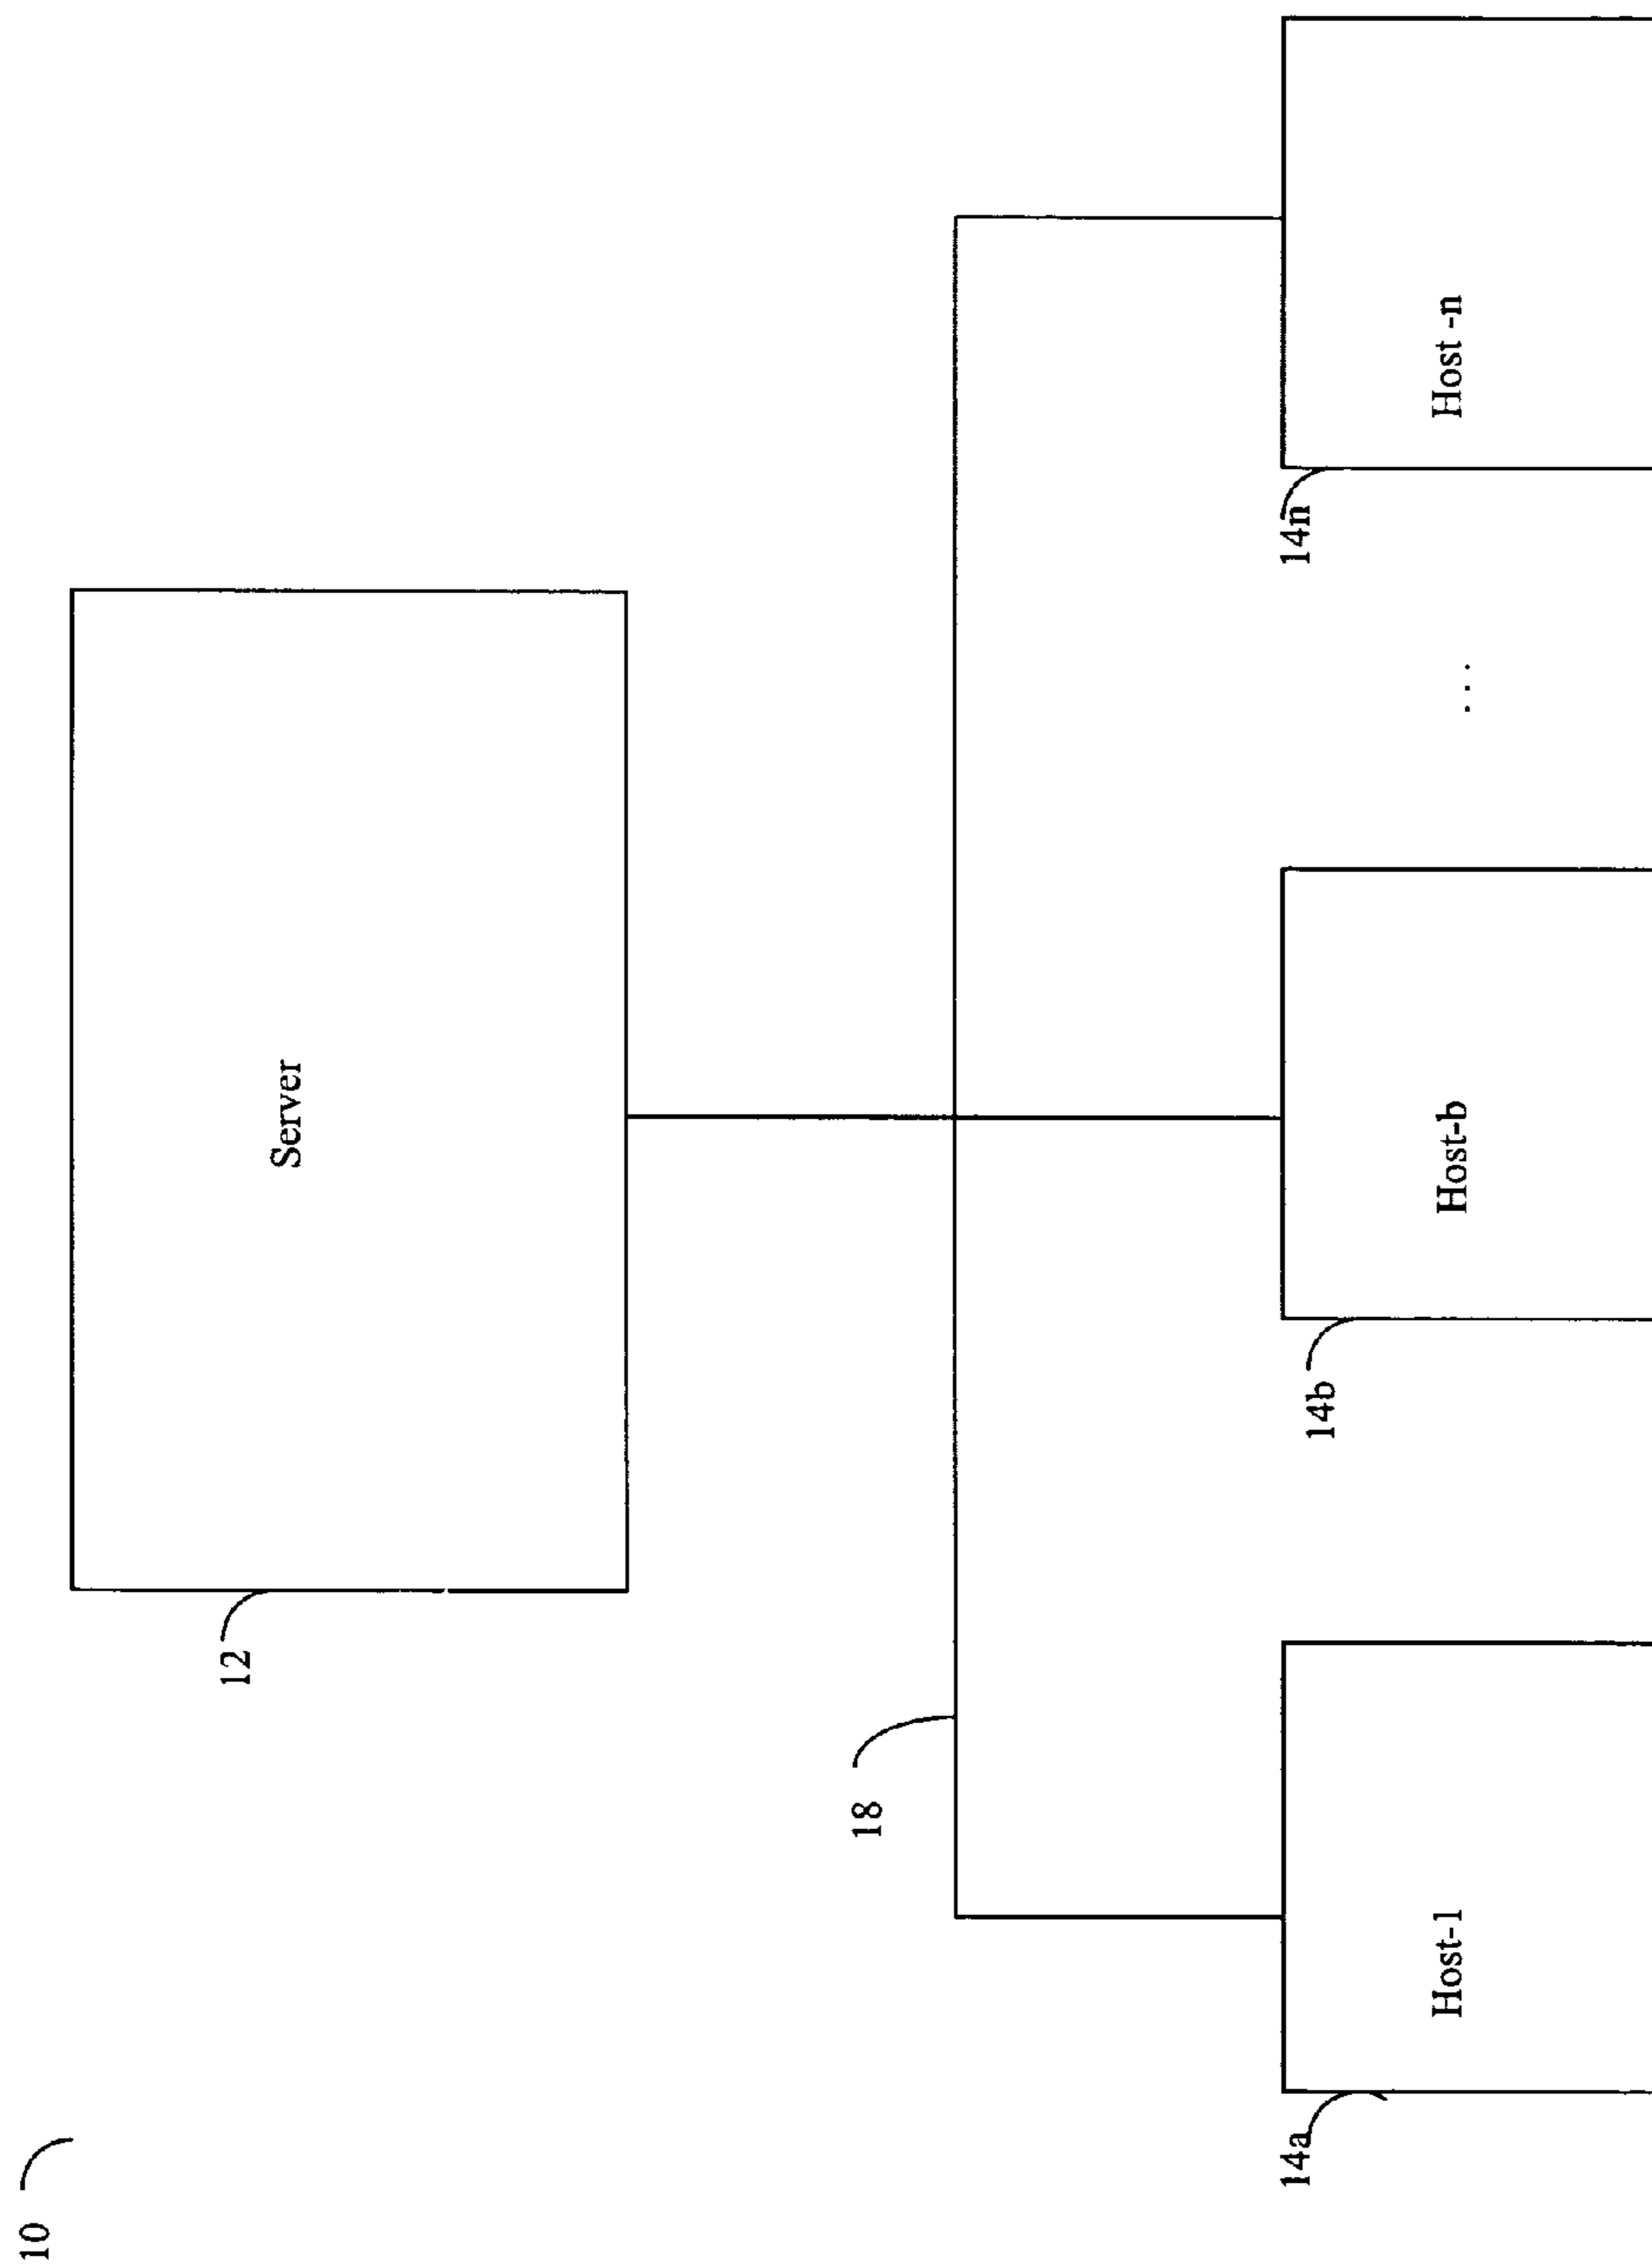 10
12
Server
18
14a
Host-1
14b
Host-b
. . .
14n
Host -n